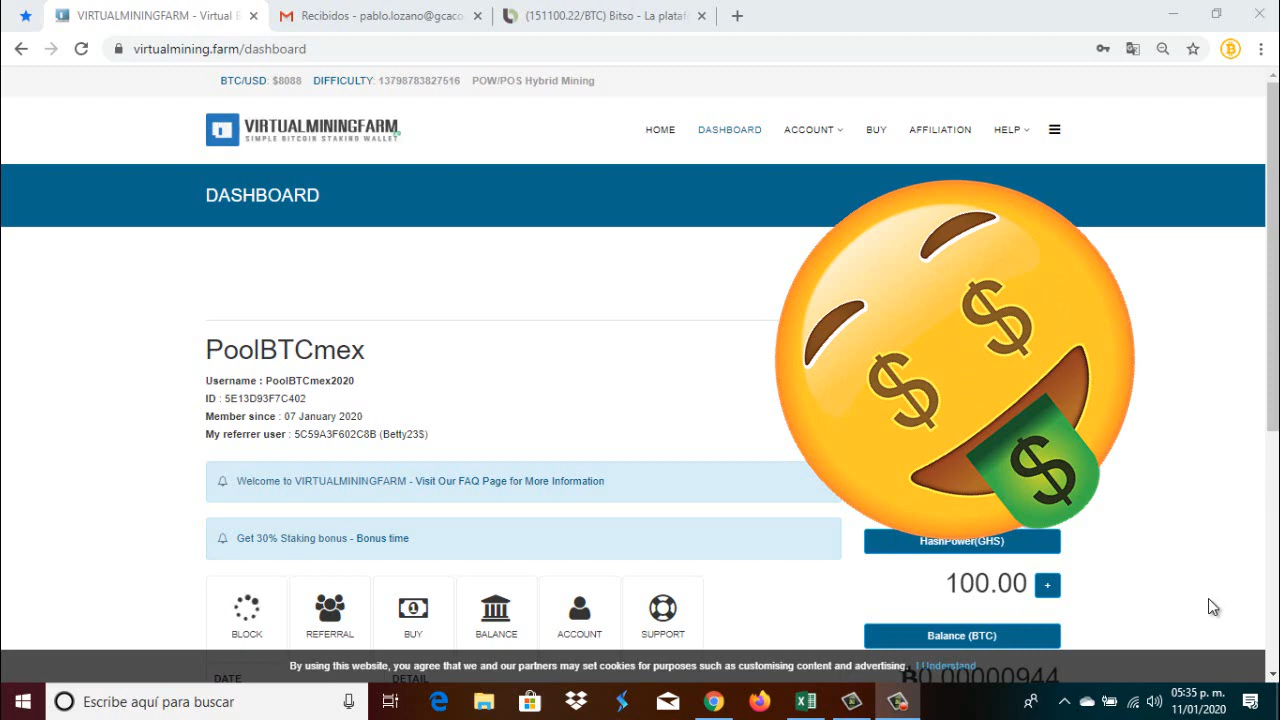 VIRTUALMININGFARM - Virtual E
Recibidos - pablo.lozano@gcaco
(151100.22/BTC) Bitso - La plataf
virtualmining.farm/dashboard
BTC/USD: $8088 DIFFICULTY: 13798783827516 POW/POS Hybrid Mining
VIRTUALMININGFARM
SIMPLE BITCOIN STAKING WALLET
HOME DASHBOARD ACCOUNT BUY AFFILIATION HELP
DASHBOARD
PoolBTCmex
Username : PoolBTCmex2020
ID : 5E13D93F7C402
Member since : 07 January 2020
My referrer user : 5C59A3F602C8B (Betty23$)
Welcome to VIRTUALMININGFARM - Visit Our FAQ Page for More Information
Get 30% Staking bonus - Bonus time
HashPower(GHS)
100.00 +
BLOCK REFERRAL BUY BALANCE ACCOUNT SUPPORT
Balance (BTC)
By using this website, you agree that we and our partners may set cookies for purposes such as customising content and advertising. I Understand
DATE DETAIL
฿0.00000944
Escribe aquí para buscar
05:35 p. m.
11/01/2020